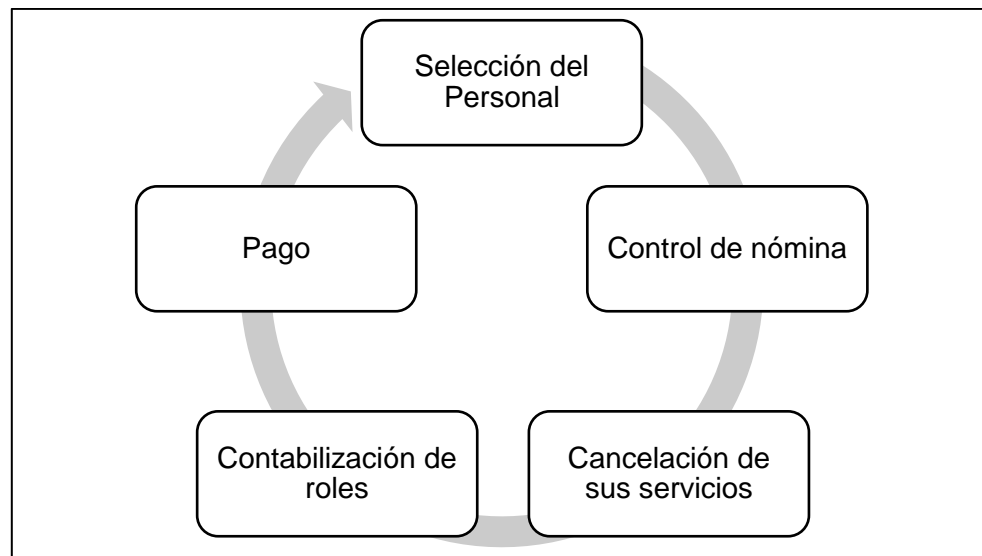 Selección del
Personal
Control de nómina
Cancelación de
sus servicios
Contabilización de
roles
Pago